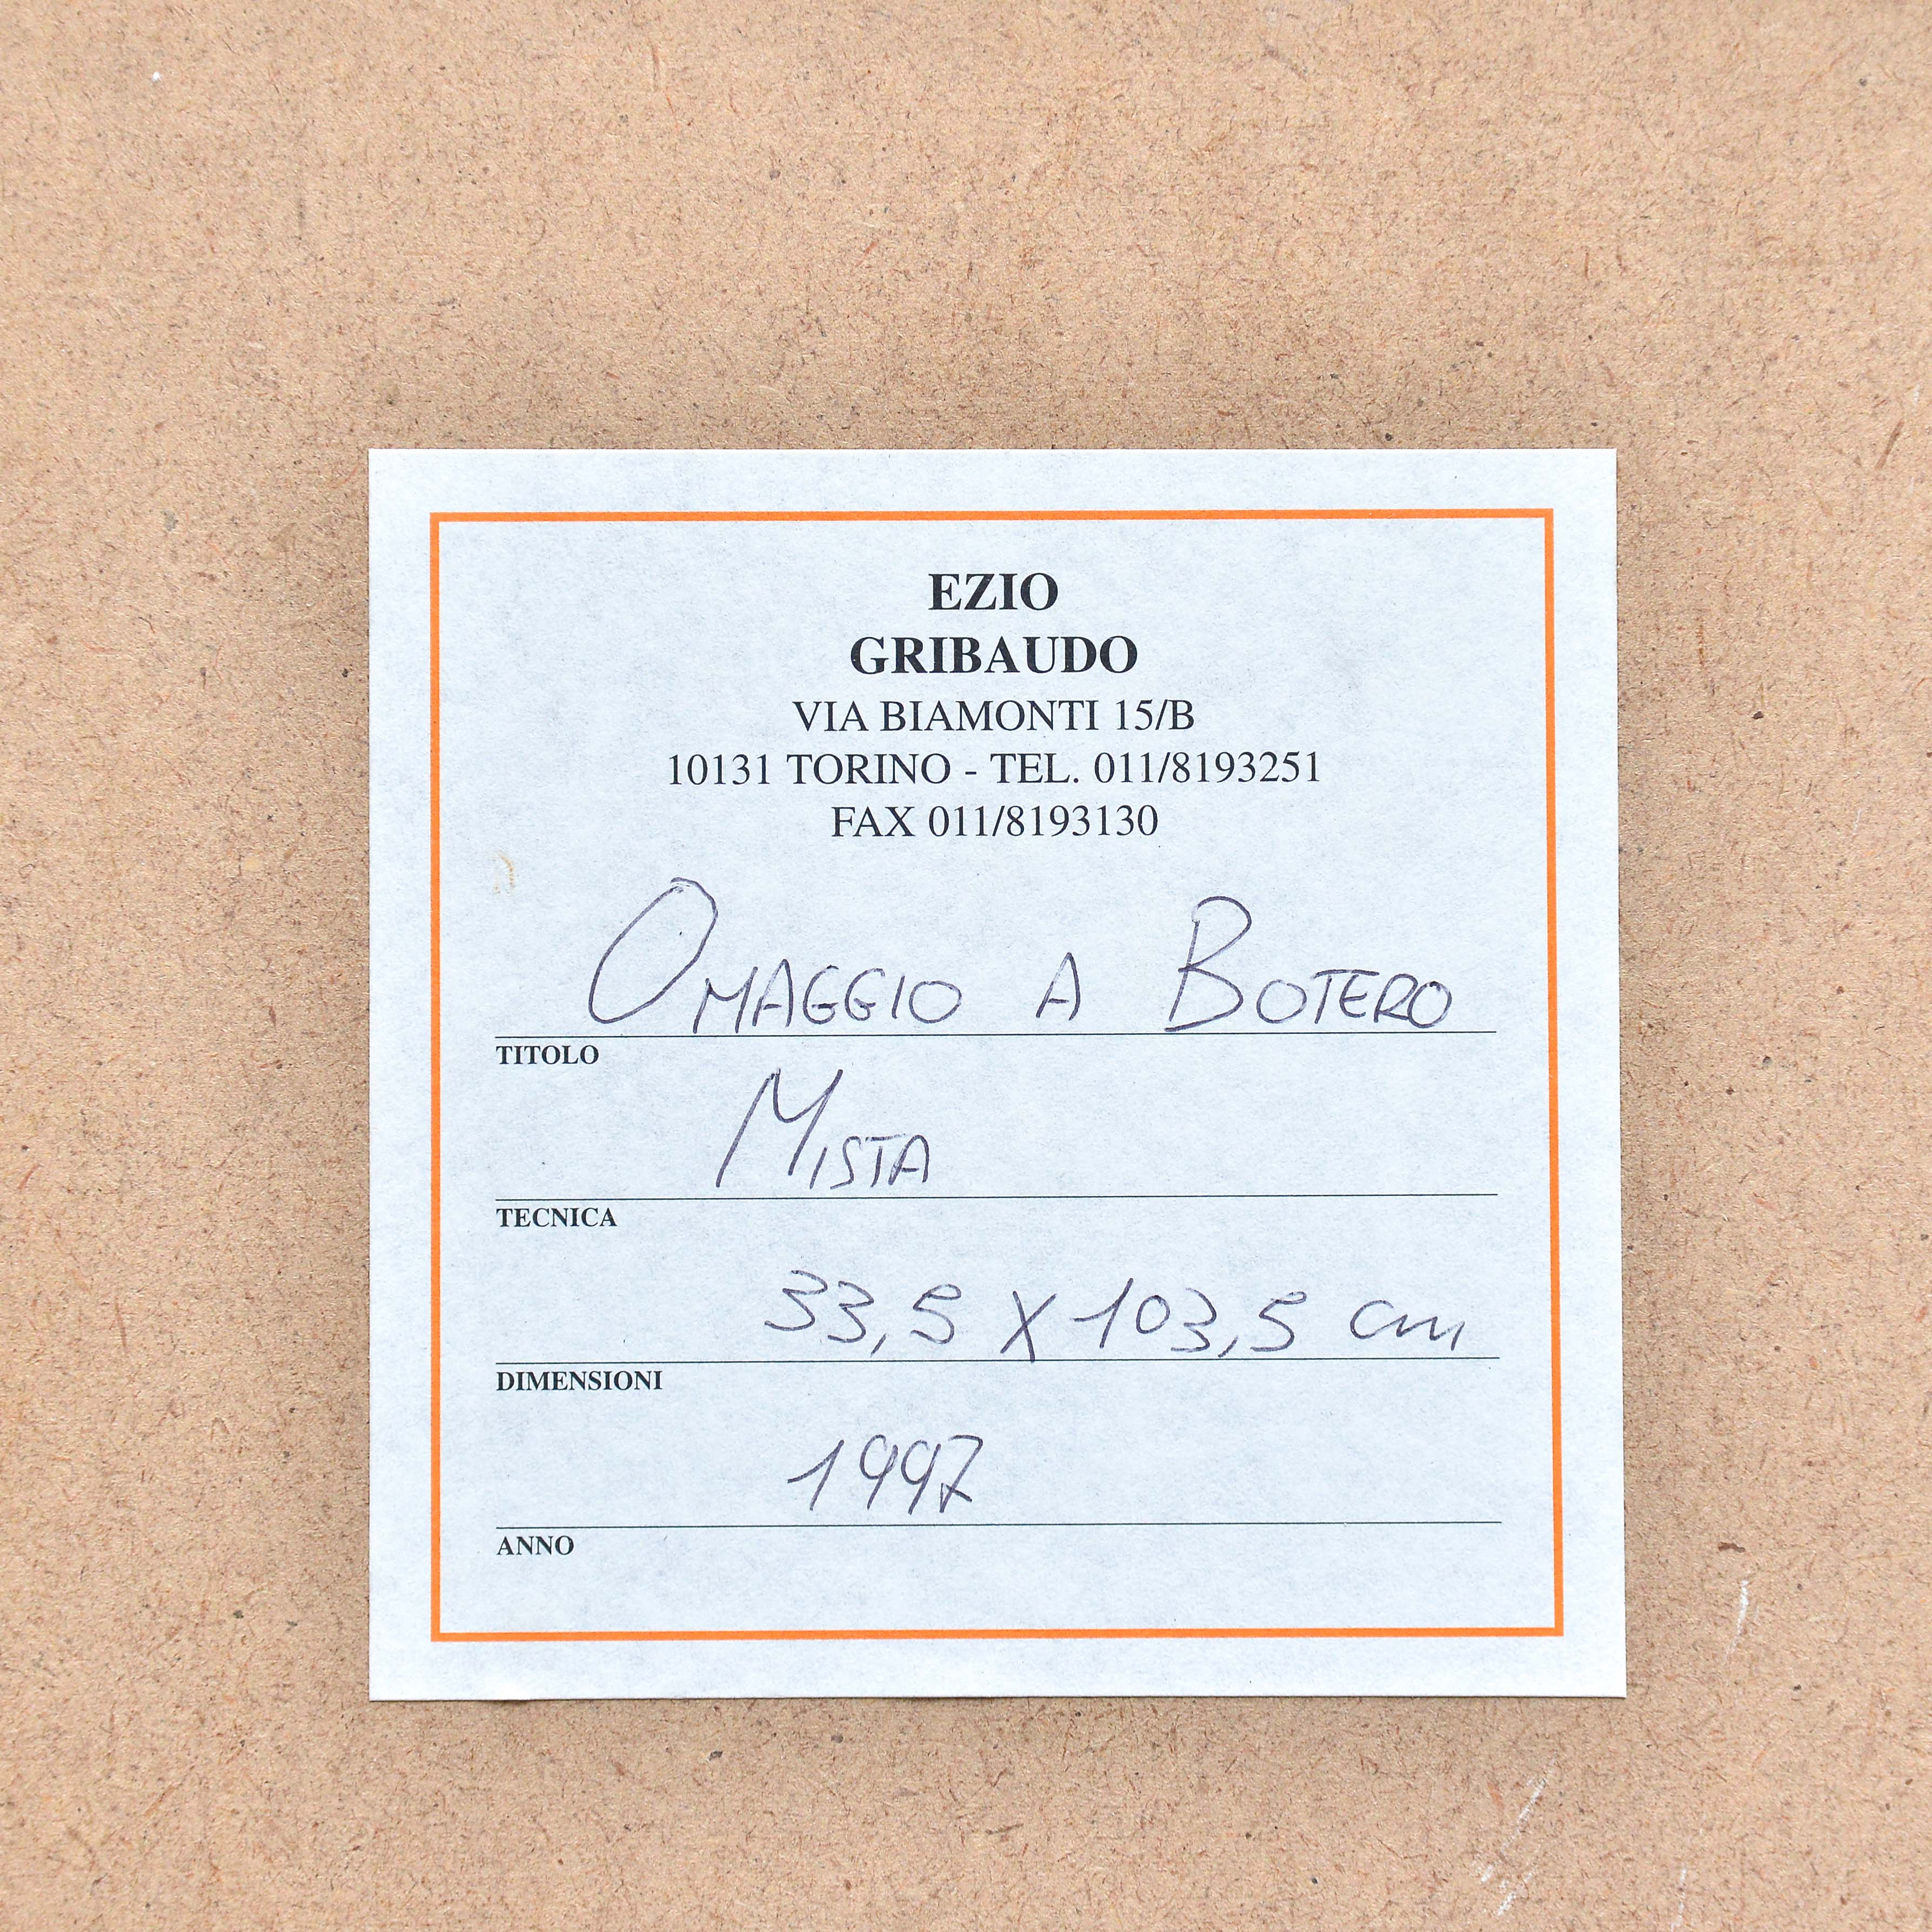 EZIO
GRIBAUDO
VIA BIAMONTI 15/B
10131 TORINO - TEL. 011/8193251
FAX 011/8193130
OMAGGIO A BOTERO
TITOLO
MISTA
TECNICA
33,5 X 103,5 cm
DIMENSIONI
1997
ANNO